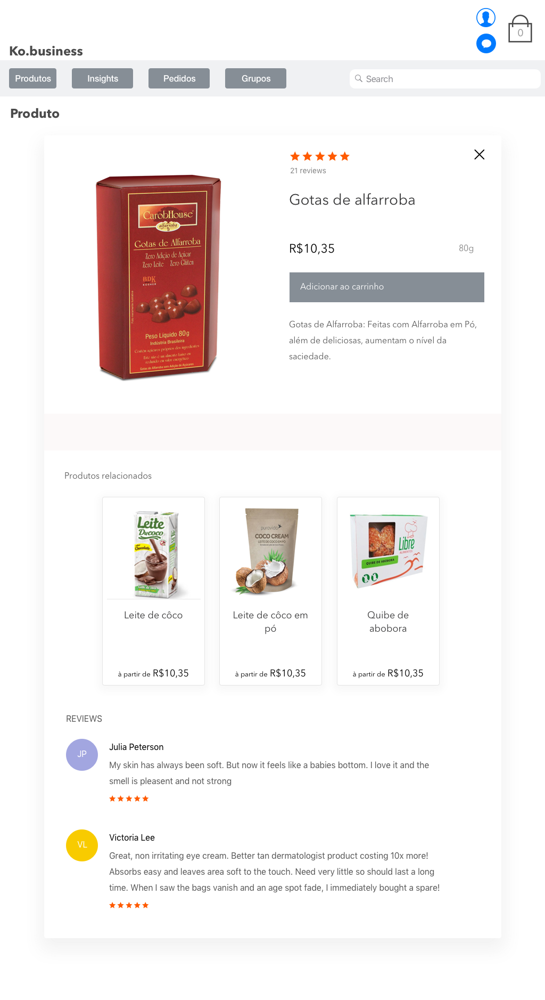 0
Ko.business
Produtos
Insights
Pedidos
Grupos
Search
Produto
21 reviews
Gotas de alfarroba
R$10,35
80g
Adicionar ao carrinho
Gotas de Alfarroba: Feitas com Alfarroba em Pó,
além de deliciosas, aumentam o nível da
saciedade.
CarobHouse
alfarroba
Gotas de Alfarroba
Zero Adição de Açúcar
Zero Leite Zero Glúten
BDK
KOSHER
Foto meramente ilustrativa
Peso Líquido 80g
Indústria Brasileira
Contém açúcares próprios dos ingredientes
Este não é um alimento baixo ou
reduzido em valor energético
Gotas de Alfarroba sem Adição de Açúcares
Produtos relacionados
Leite
Ducoco
Chocolate
Leite de coco
puravida
COCO CREAM
LEITE DE COCO EM PÓ
Libre
ALIMENTOS
QUIBE DE ABÓBORA
Leite de côco
Leite de côco em
pó
Quibe de
abobora
à partir de R$10,35
à partir de R$10,35
à partir de R$10,35
REVIEWS
JP
Julia Peterson
My skin has always been soft. But now it feels like a babies bottom. I love it and the
smell is pleasent and not strong
VL
Victoria Lee
Great, non irritating eye cream. Better tan dermatologist product costing 10x more!
Absorbs easy and leaves area soft to the touch. Need very little so should last a long
time. When I saw the bags vanish and an age spot fade, I immediately bought a spare!